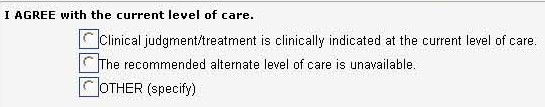 I AGREE with the current level of care.
Clinical judgment/treatment is clinically indicated at the current level of care.
The recommended alternate level of care is unavailable.
OTHER (specify)